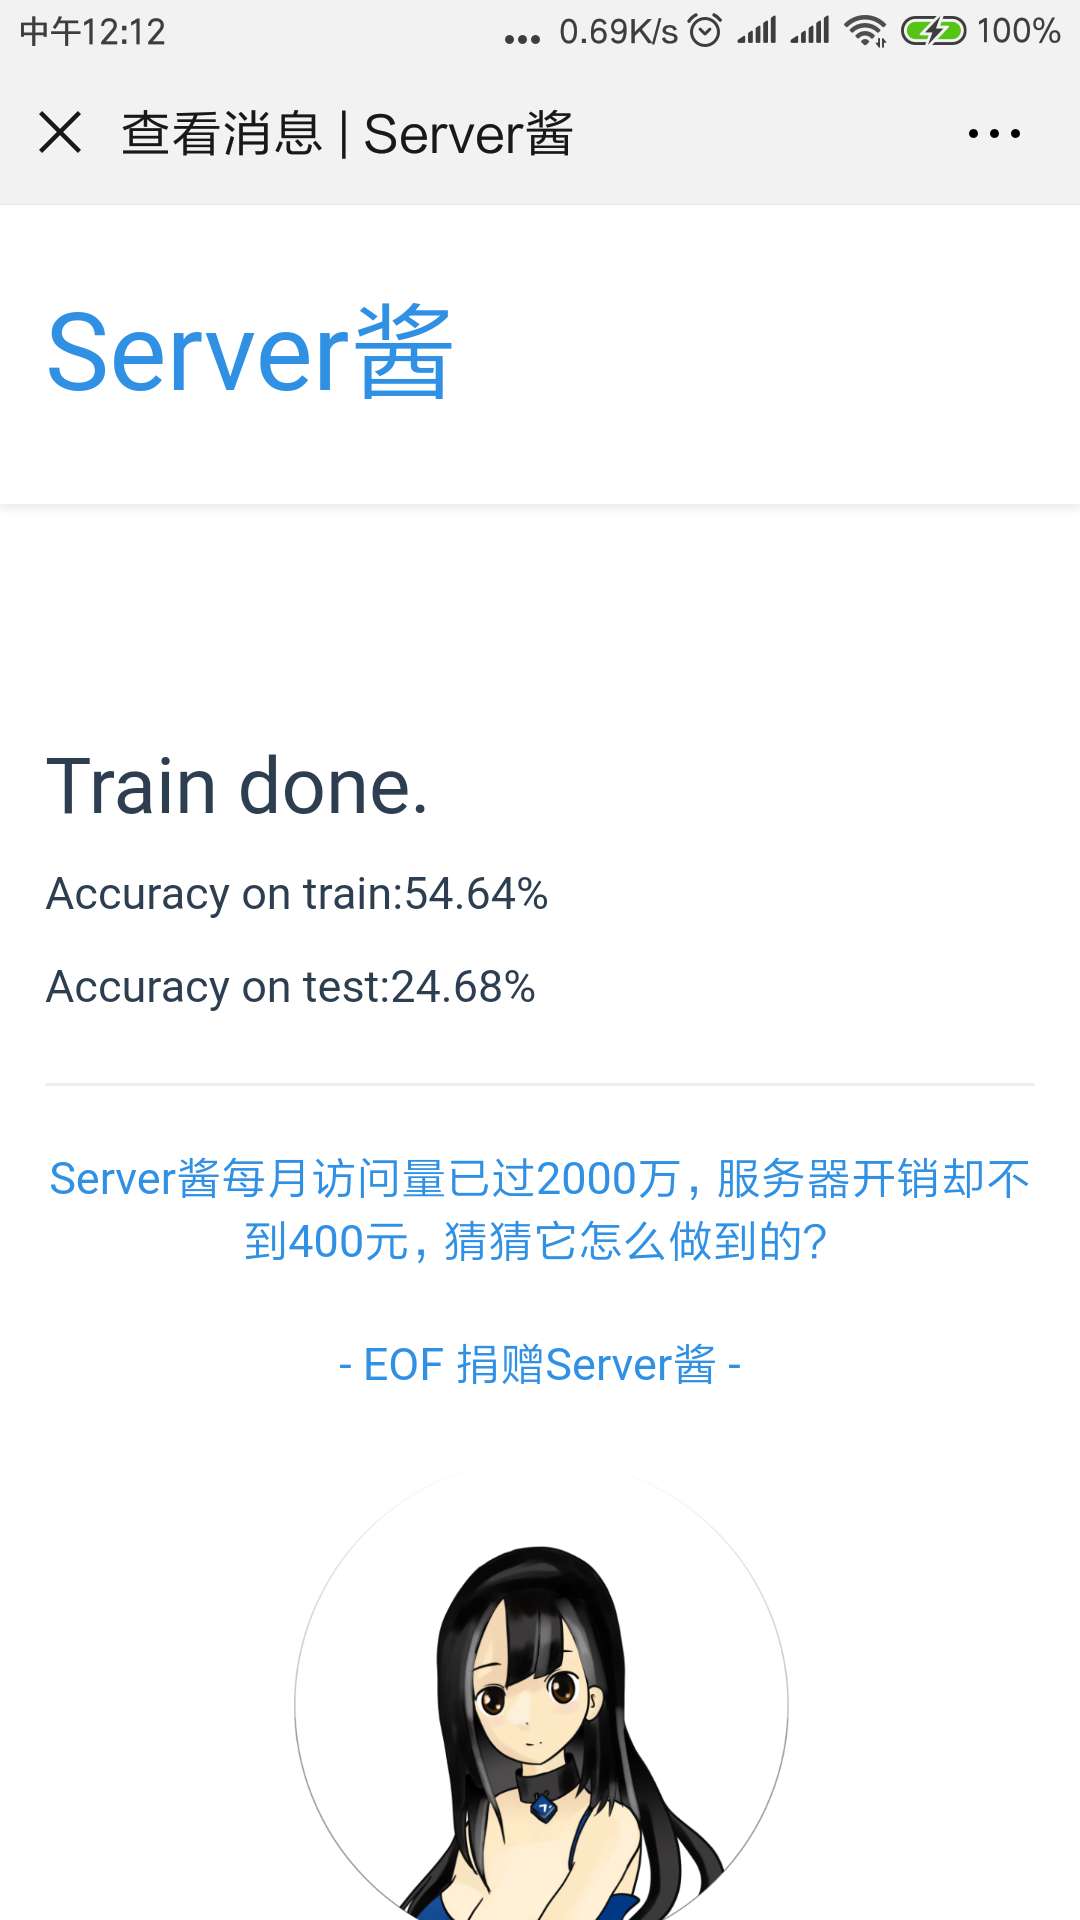 中午12:12 ... 0.69K/s 100%
查看消息 | Server酱
Server酱
Train done.
Accuracy on train:54.64%
Accuracy on test:24.68%
Server酱每月访问量已过2000万，服务器开销却不
到400元，猜猜它怎么做到的？
- EOF 捐赠Server酱 -